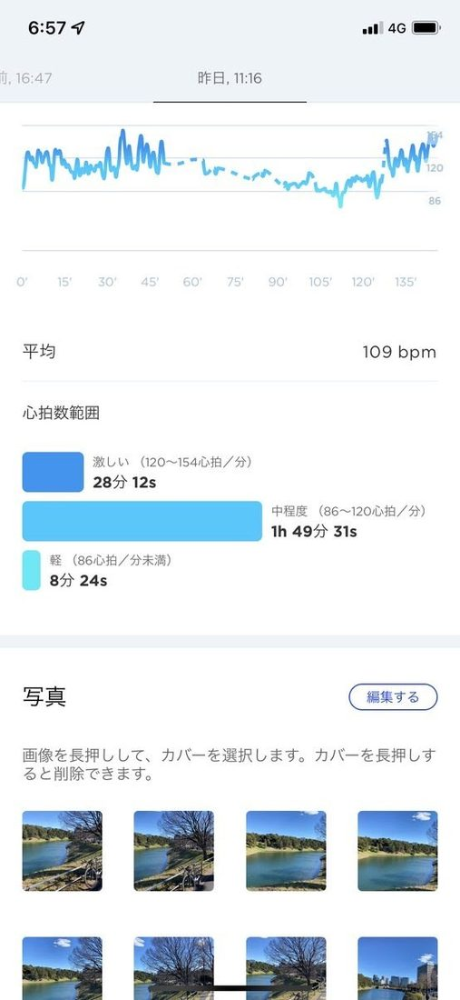 6:57
4G
前, 16:47
昨日, 11:16
154
120
86
0' 15' 30' 45' 60' 75' 90' 105' 120' 135'
平均
109 bpm
心拍数範囲
激しい （120〜154心拍／分）
28分 12s
中程度 （86〜120心拍／分）
1h 49分 31s
軽 （86心拍／分未満）
8分 24s
写真
編集する
画像を長押しして、カバーを選択します。カバーを長押しす
ると削除できます。